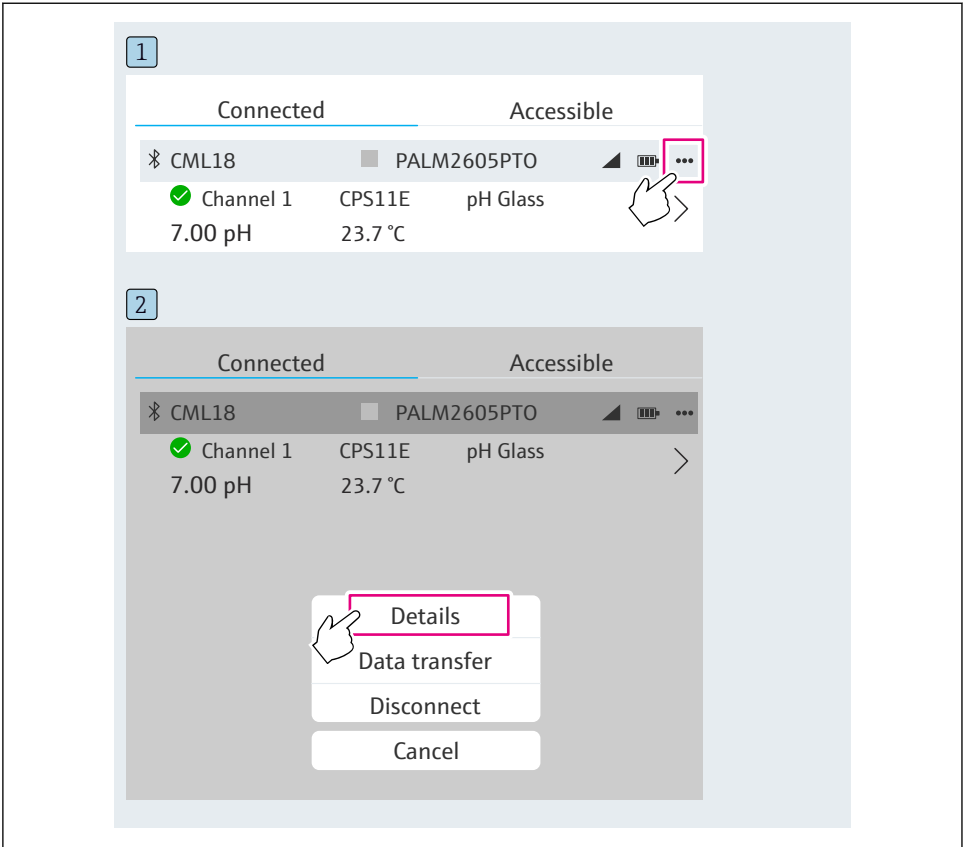 1
Connected Accessible
CML18 PALM2605PTO •••
Channel 1 CPS11E pH Glass
7.00 pH 23.7 °C
2
Connected Accessible
CML18 PALM2605PTO •••
Channel 1 CPS11E pH Glass
7.00 pH 23.7 °C
Details
Data transfer
Disconnect
Cancel